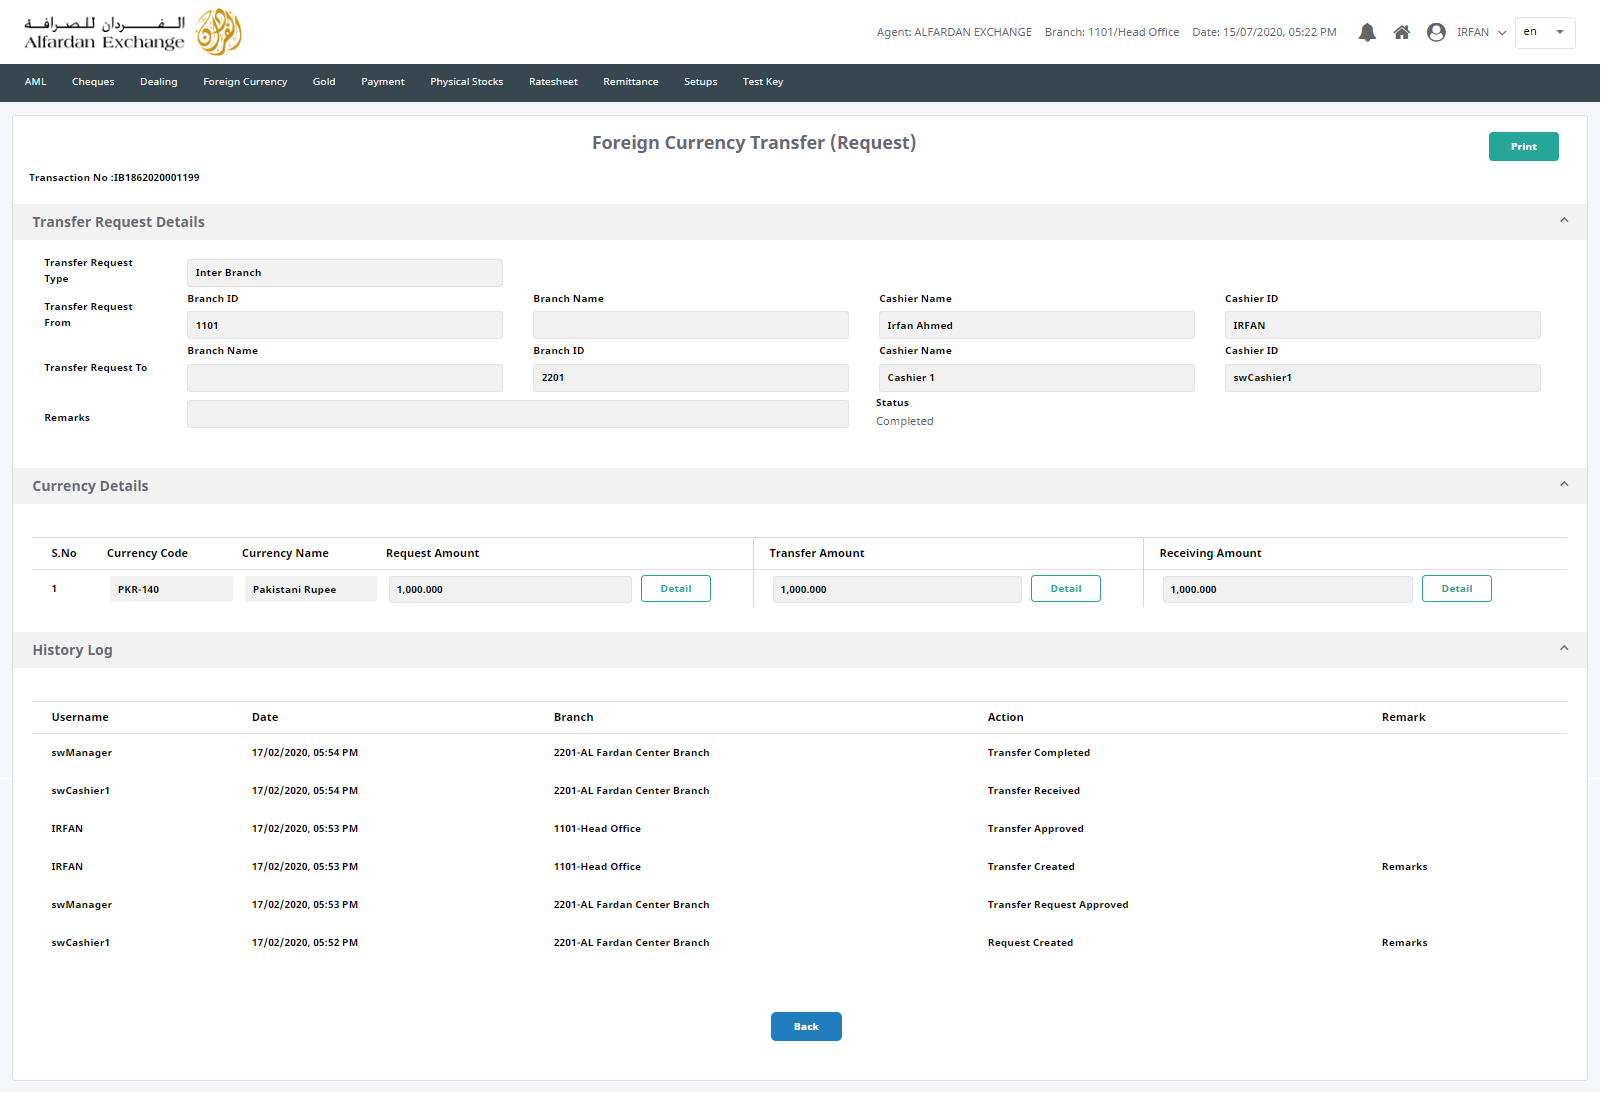 الفردان للصرافة
Alfardan Exchange
Agent: ALFARDAN EXCHANGE Branch: 1101/Head Office Date: 15/07/2020, 05:22 PM IRFAN en
AML Cheques Dealing Foreign Currency Gold Payment Physical Stocks Ratesheet Remittance Setups Test Key
Foreign Currency Transfer (Request)
Print
Transaction No :IB1862020001199
Transfer Request Details
Transfer Request Type
Inter Branch
Transfer Request From
Branch ID Branch Name Cashier Name Cashier ID
1101 Irfan Ahmed IRFAN
Branch Name Branch ID Cashier Name Cashier ID
Transfer Request To 2201 Cashier 1 swCashier1
Remarks
Status
Completed
Currency Details
S.No Currency Code Currency Name Request Amount Transfer Amount Receiving Amount
1 PKR-140 Pakistani Rupee 1,000.000 Detail 1,000.000 Detail 1,000.000 Detail
History Log
Username Date Branch Action Remark
swManager 17/02/2020, 05:54 PM 2201-AL Fardan Center Branch Transfer Completed
swCashier1 17/02/2020, 05:54 PM 2201-AL Fardan Center Branch Transfer Received
IRFAN 17/02/2020, 05:53 PM 1101-Head Office Transfer Approved
IRFAN 17/02/2020, 05:53 PM 1101-Head Office Transfer Created Remarks
swManager 17/02/2020, 05:53 PM 2201-AL Fardan Center Branch Transfer Request Approved
swCashier1 17/02/2020, 05:52 PM 2201-AL Fardan Center Branch Request Created Remarks
Back